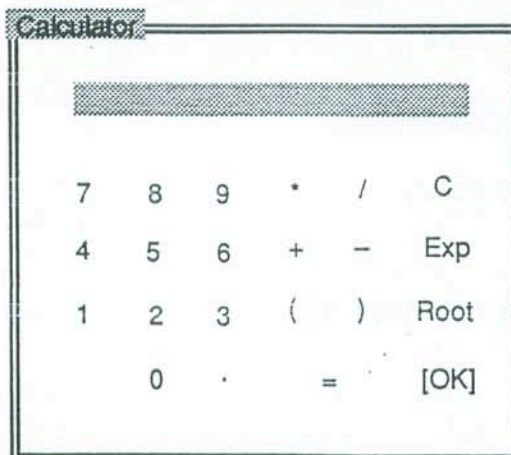 Calculator
7 8 9 * / C
4 5 6 + - Exp
1 2 3 ( ) Root
0 . = [OK]